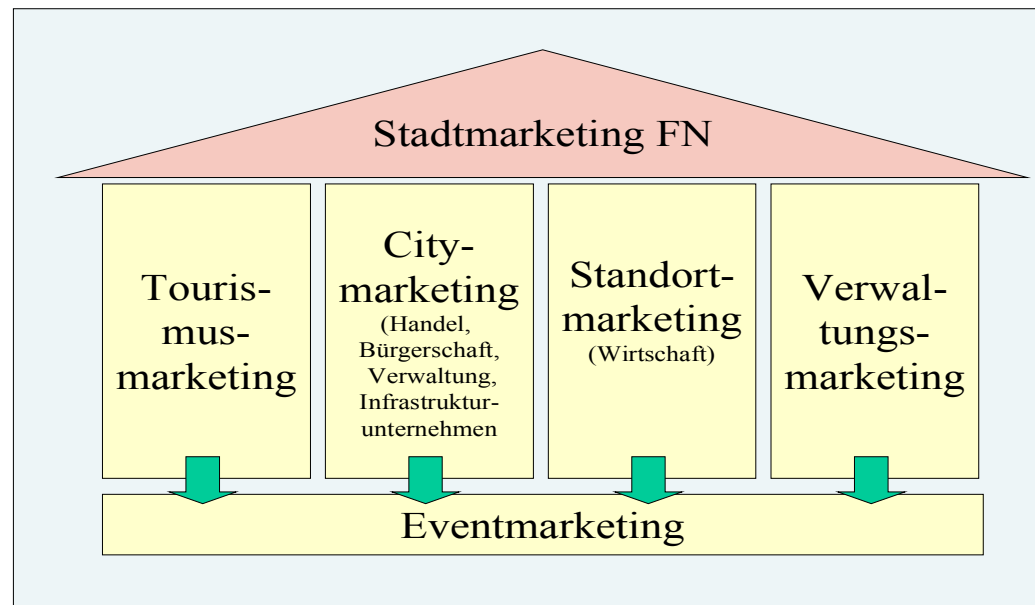 Stadtmarketing FN
Touris-
mus-
marketing
City-
marketing
(Handel,
Bürgerschaft,
Verwaltung,
Infrastruktur-
unternehmen
Standort-
marketing
(Wirtschaft)
Verwal-
tungs-
marketing
Eventmarketing